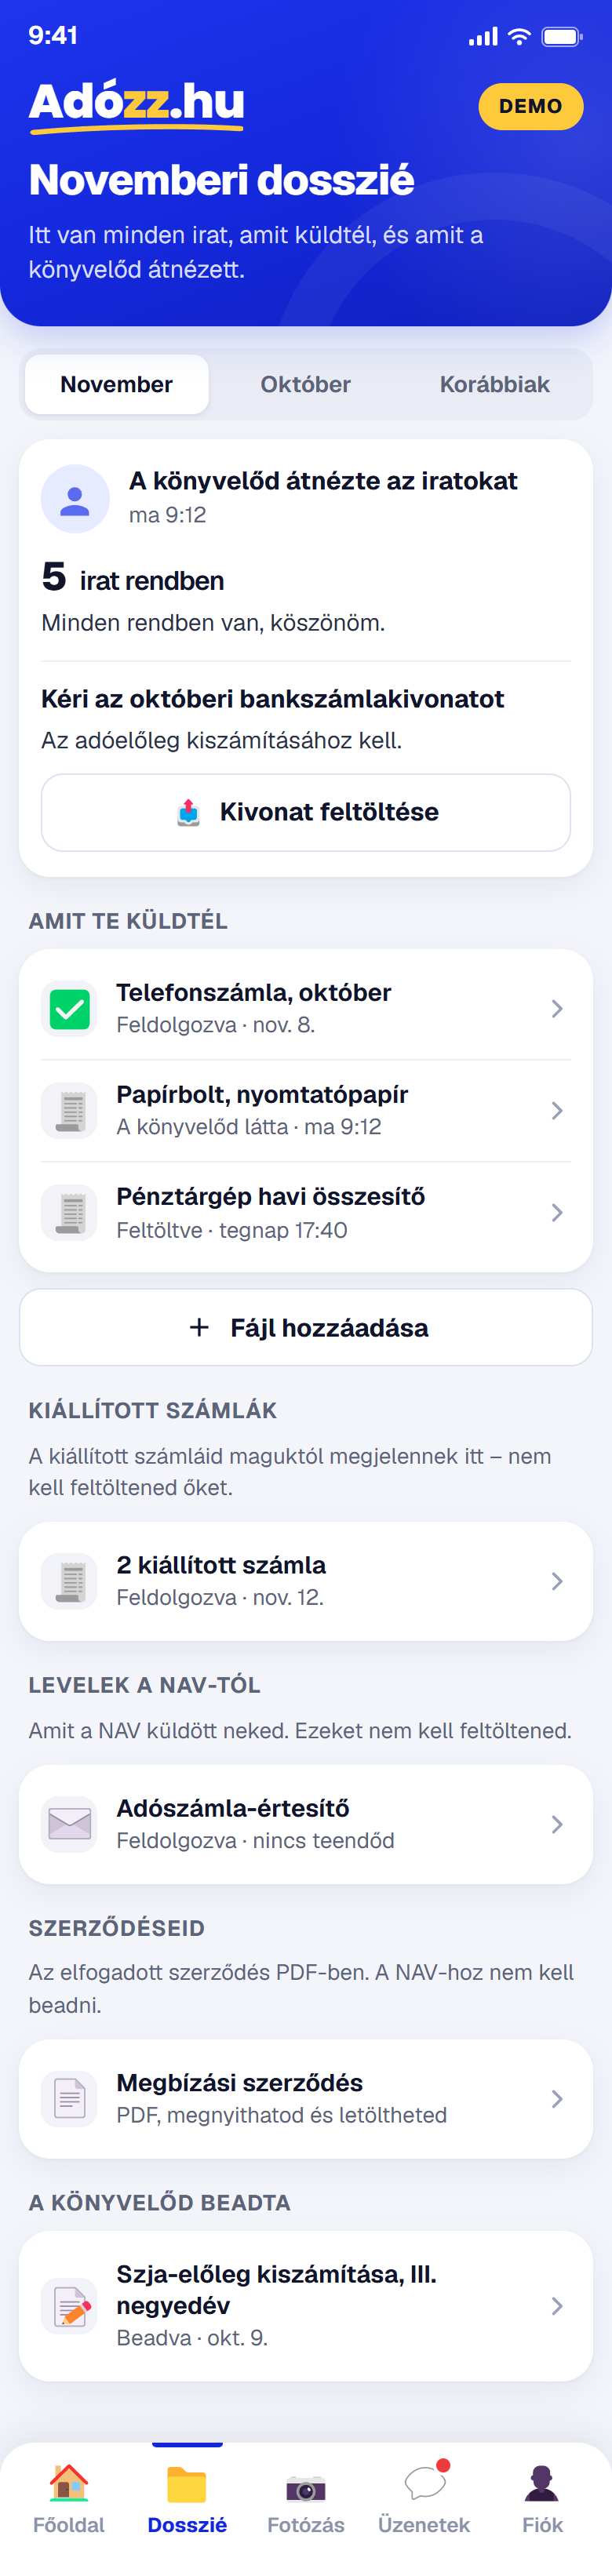 9:41
Adózz.hu
DEMO
Novemberi dosszié
Itt van minden irat, amit küldtél, és amit a
könyvelőd átnézett.
November
Október
Korábbiak
A könyvelőd átnézte az iratokat
ma 9:12
5 irat rendben
Minden rendben van, köszönöm.
Kéri az októberi bankszámlakivonatot
Az adóelőleg kiszámításához kell.
Kivonat feltöltése
AMIT TE KÜLDTÉL
Telefonszámla, október
Feldolgozva · nov. 8.
Papírbolt, nyomtatópapír
A könyvelőd látta · ma 9:12
Pénztárgép havi összesítő
Feltöltve · tegnap 17:40
+ Fájl hozzáadása
KIÁLLÍTOTT SZÁMLÁK
A kiállított számláid maguktól megjelennek itt – nem
kell feltöltened őket.
2 kiállított számla
Feldolgozva · nov. 12.
LEVELEK A NAV-TÓL
Amit a NAV küldött neked. Ezeket nem kell feltöltened.
Adószámla-értesítő
Feldolgozva · nincs teendőd
SZERZŐDÉSEID
Az elfogadott szerződés PDF-ben. A NAV-hoz nem kell
beadni.
Megbízási szerződés
PDF, megnyithatod és letöltheted
A KÖNYVELŐD BEADTA
Szja-előleg kiszámítása, III.
negyedév
Beadva · okt. 9.
Főoldal
Dosszié
Fotózás
Üzenetek
Fiók